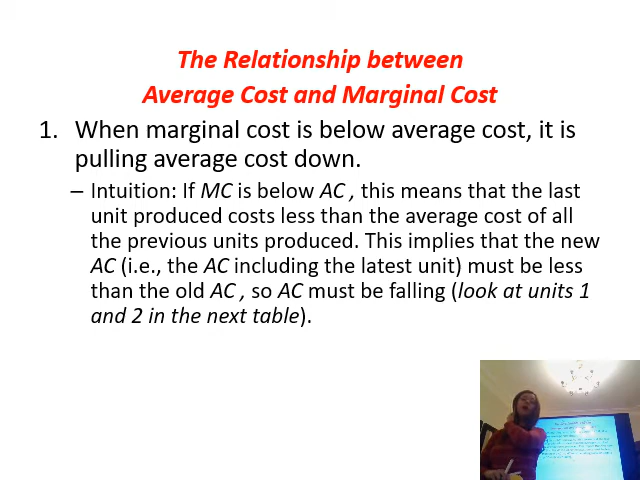 The Relationship between
Average Cost and Marginal Cost
1. When marginal cost is below average cost, it is
pulling average cost down.
– Intuition: If MC is below AC , this means that the last
unit produced costs less than the average cost of all
the previous units produced. This implies that the new
AC (i.e., the AC including the latest unit) must be less
than the old AC , so AC must be falling (look at units 1
and 2 in the next table).